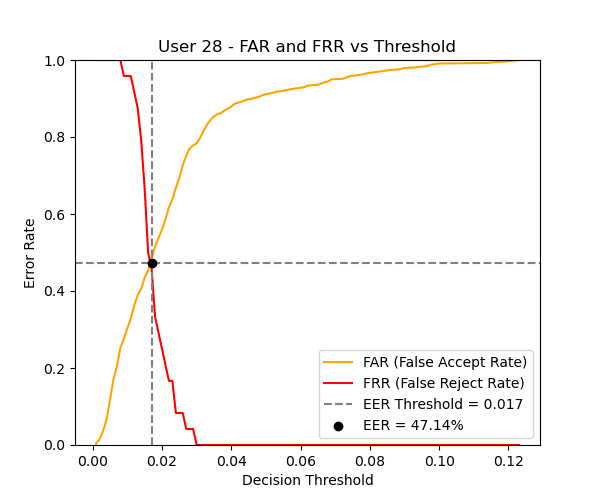 User 28 - FAR and FRR vs Threshold
1.0
0.8
0.6
0.4
0.2
0.0
Error Rate
FAR (False Accept Rate)
FRR (False Reject Rate)
EER Threshold = 0.017
EER = 47.14%
0.00 0.02 0.04 0.06 0.08 0.10 0.12
Decision Threshold